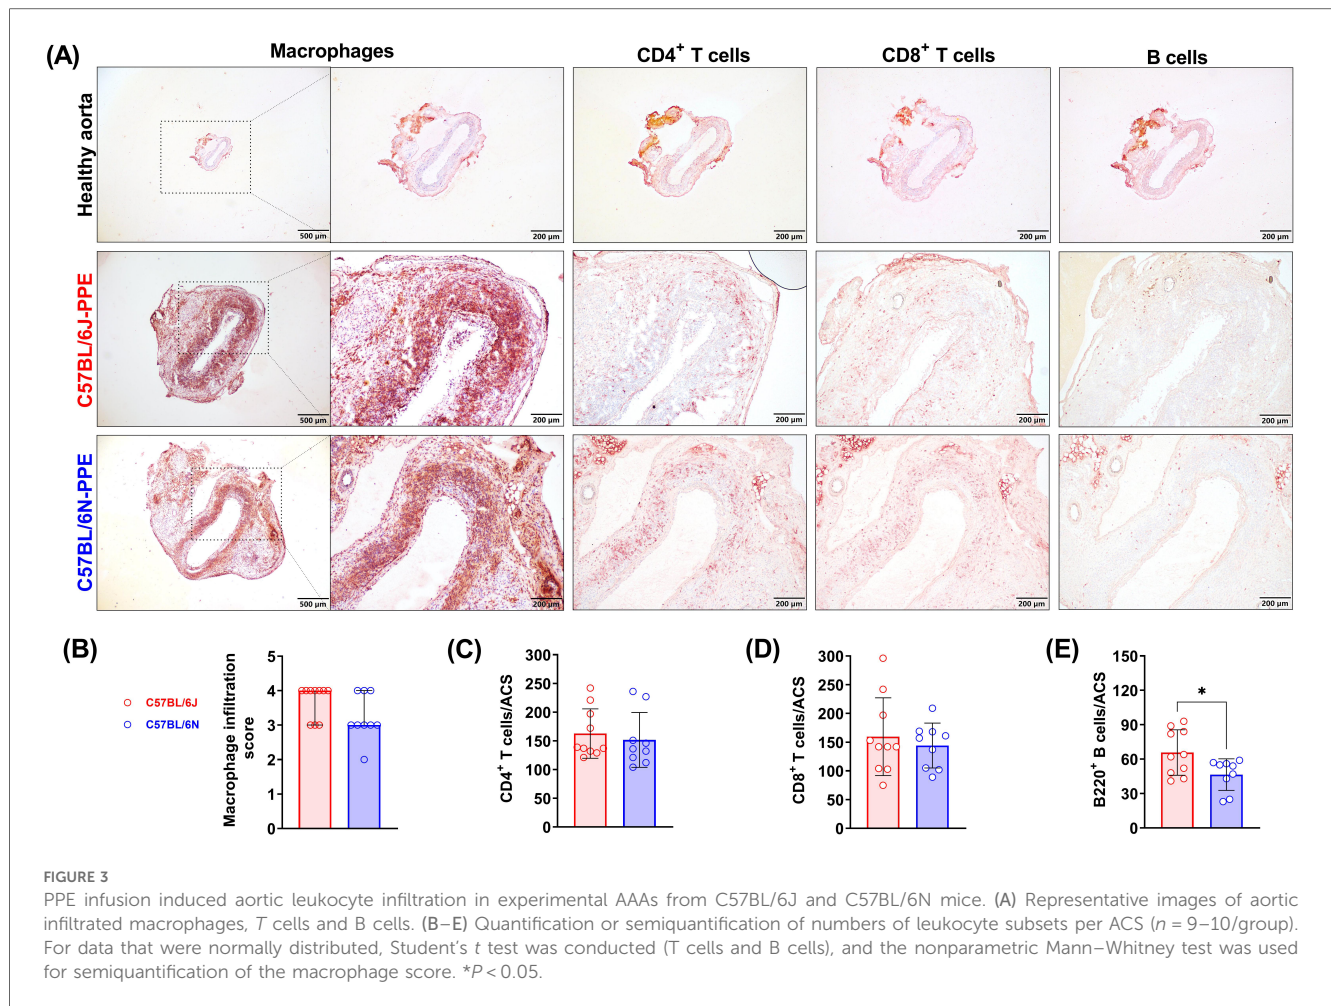 (A)
Macrophages
CD4+ T cells
CD8+ T cells
B cells
Healthy aorta
500 µm
200 µm
200 µm
200 µm
200 µm
C57BL/6J-PPE
500 µm
200 µm
200 µm
200 µm
200 µm
C57BL/6N-PPE
500 µm
200 µm
200 µm
200 µm
200 µm
(B)
C57BL/6J
C57BL/6N
Macrophage infiltration
score
5
4
3
2
1
0
(C)
CD4+ T cells/ACS
300
250
200
150
100
50
0
(D)
CD8+ T cells/ACS
300
250
200
150
100
50
0
(E)
B220+ B cells/ACS
150
120
90
60
30
0
*
FIGURE 3
PPE infusion induced aortic leukocyte infiltration in experimental AAAs from C57BL/6J and C57BL/6N mice. (A) Representative images of aortic
infiltrated macrophages, T cells and B cells. (B–E) Quantification or semiquantification of numbers of leukocyte subsets per ACS (n = 9–10/group).
For data that were normally distributed, Student's t test was conducted (T cells and B cells), and the nonparametric Mann–Whitney test was used
for semiquantification of the macrophage score. *P < 0.05.